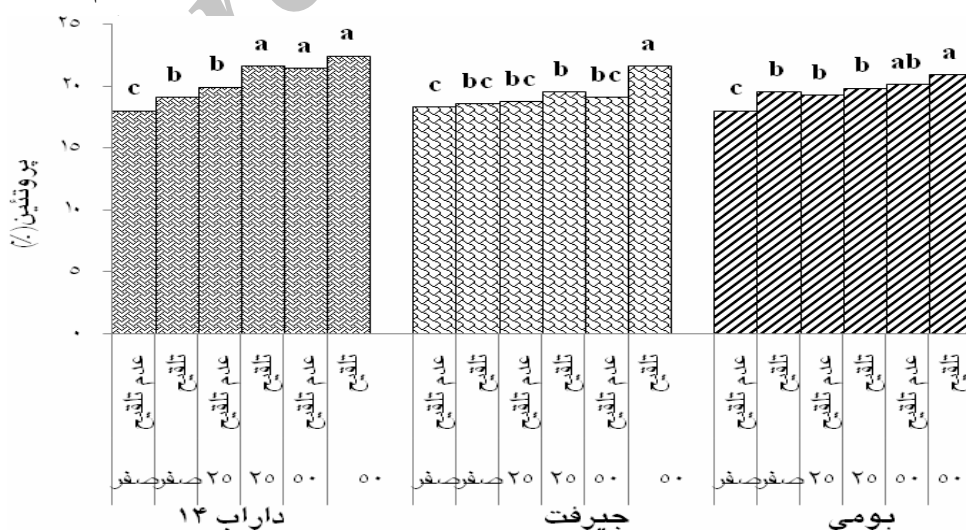 پروتئین(٪)
۲۵
۲۰
۱۵
۱۰
۵
۰
c b b a a a
c bc bc b bc a
c b b b ab a
عدم تلقیح تلقیح عدم تلقیح تلقیح عدم تلقیح تلقیح
عدم تلقیح تلقیح عدم تلقیح تلقیح عدم تلقیح تلقیح
عدم تلقیح تلقیح عدم تلقیح تلقیح عدم تلقیح تلقیح
صفر صفر ۲۵ ۲۵ ۵۰ ۵۰
صفر صفر ۲۵ ۲۵ ۵۰ ۵۰
صفر صفر ۲۵ ۲۵ ۵۰ ۵۰
داراب ۱۴ جیرفت بومی